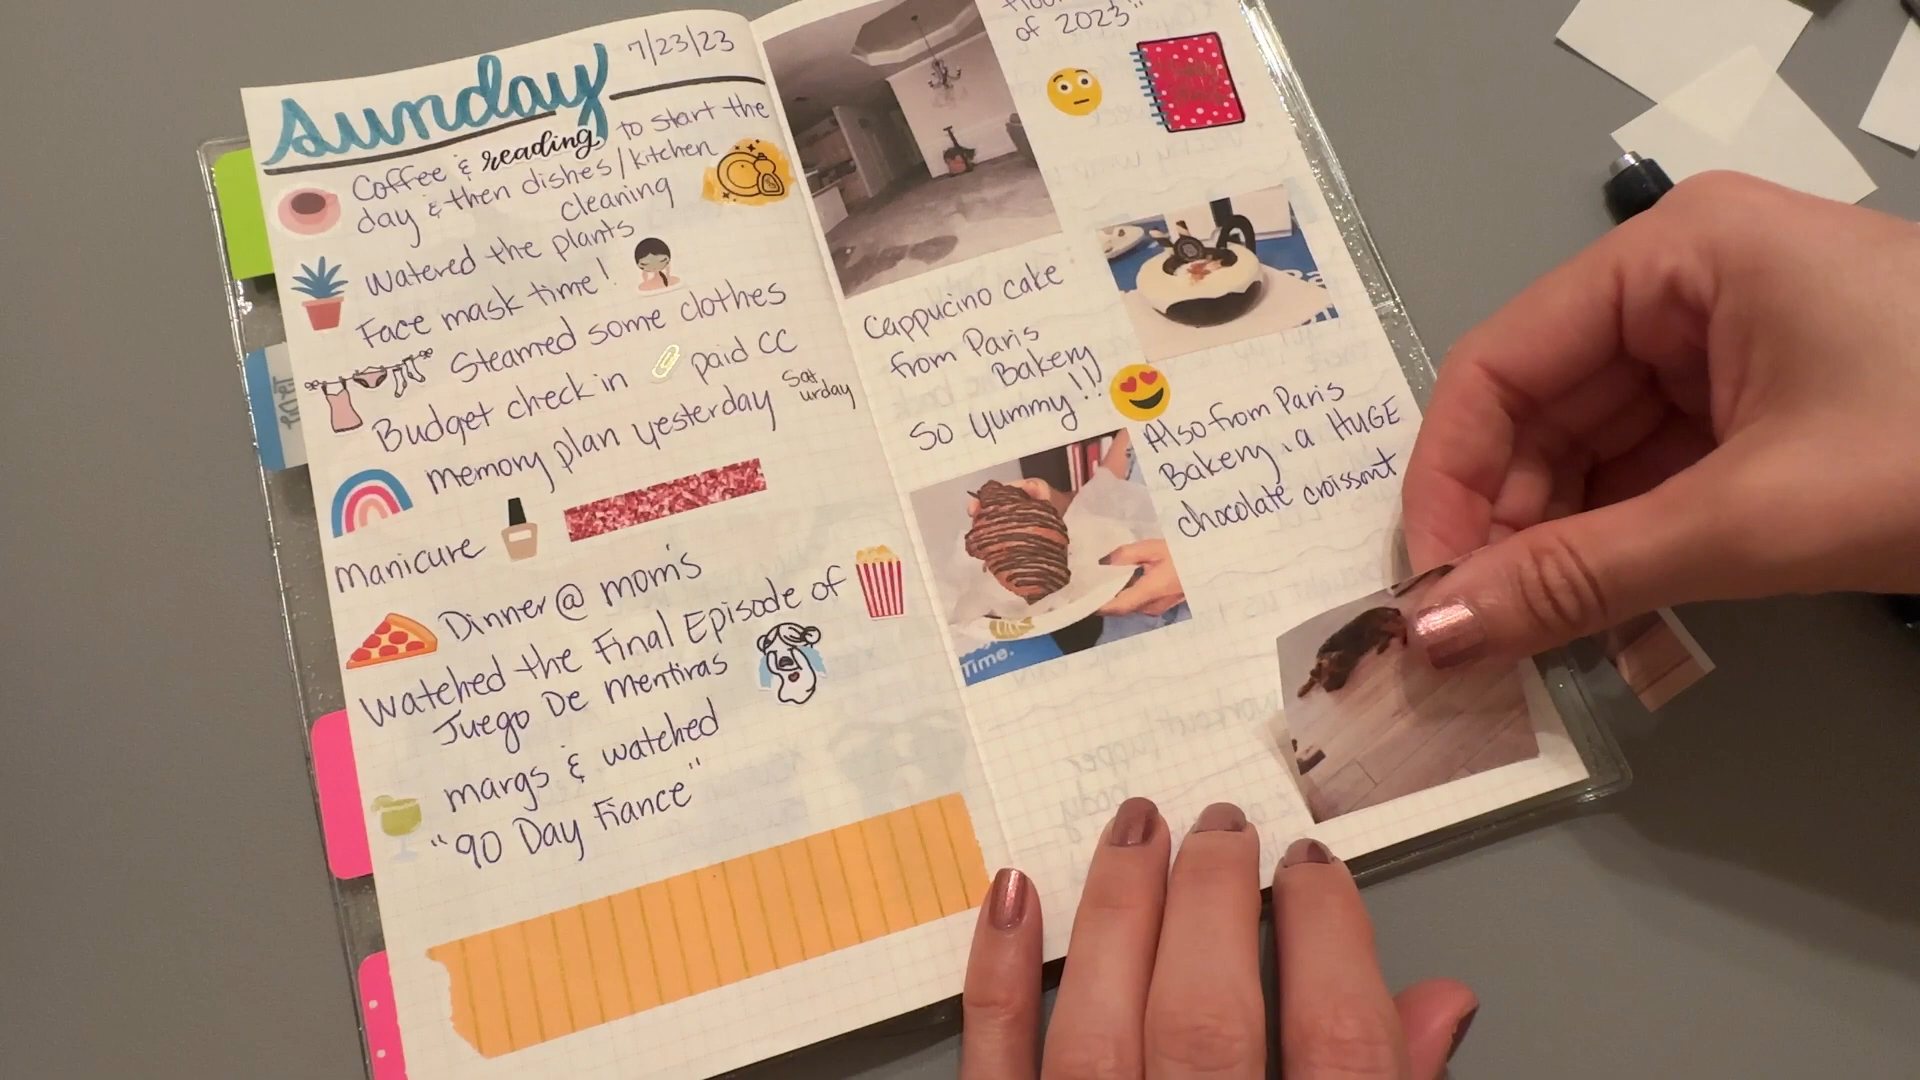 Sunday 7/23/23
Coffee & reading to start the
day & then dishes/kitchen
cleaning
Watered the plants
Face mask time!
Steamed some clothes
Budget check in paid CC
memory plan yesterday Sat
urday
manicure
Dinner @ mom's
Watched the Final Episode of
Juego De Mentiras
margs & watched
"90 Day Fiance"
of 2023"
Cappucino cake
from Paris
Bakery
So yummy!!
Also from Paris
Bakery, a HUGE
chocolate croissant
Time.